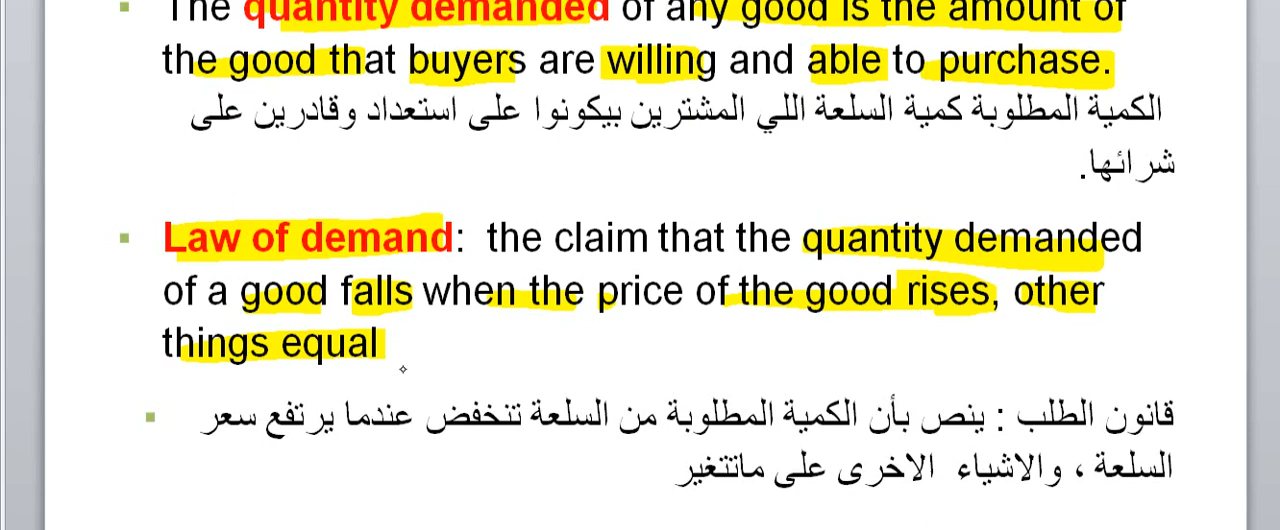 The quantity demanded of any good is the amount of
the good that buyers are willing and able to purchase.
الكمية المطلوبة كمية السلعة اللي المشترين بيكونوا على استعداد وقادرين على
شرائها.
Law of demand: the claim that the quantity demanded
of a good falls when the price of the good rises, other
things equal
قانون الطلب : ينص بأن الكمية المطلوبة من السلعة تنخفض عندما يرتفع سعر
السلعة ، والاشياء الاخرى على ماتتغير